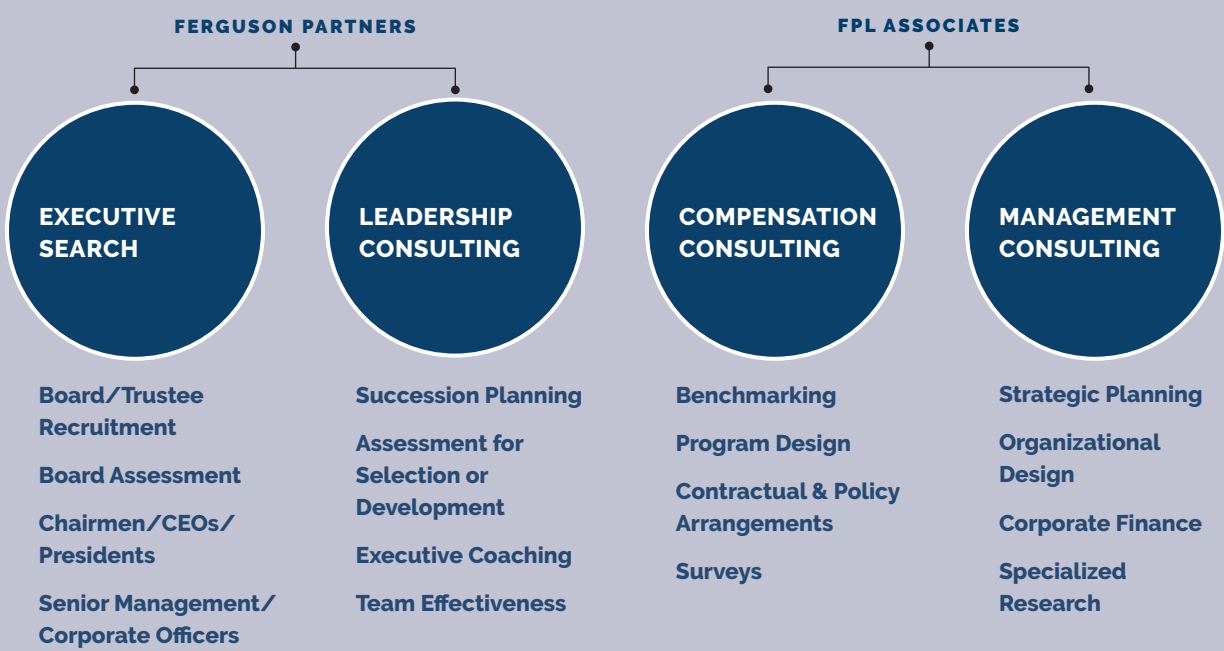 FERGUSON PARTNERS
FPL ASSOCIATES
EXECUTIVE
SEARCH
LEADERSHIP
CONSULTING
COMPENSATION
CONSULTING
MANAGEMENT
CONSULTING
Board/Trustee
Recruitment
Board Assessment
Chairmen/CEOs/
Presidents
Senior Management/
Corporate Officers
Succession Planning
Assessment for
Selection or
Development
Executive Coaching
Team Effectiveness
Benchmarking
Program Design
Contractual & Policy
Arrangements
Surveys
Strategic Planning
Organizational
Design
Corporate Finance
Specialized
Research